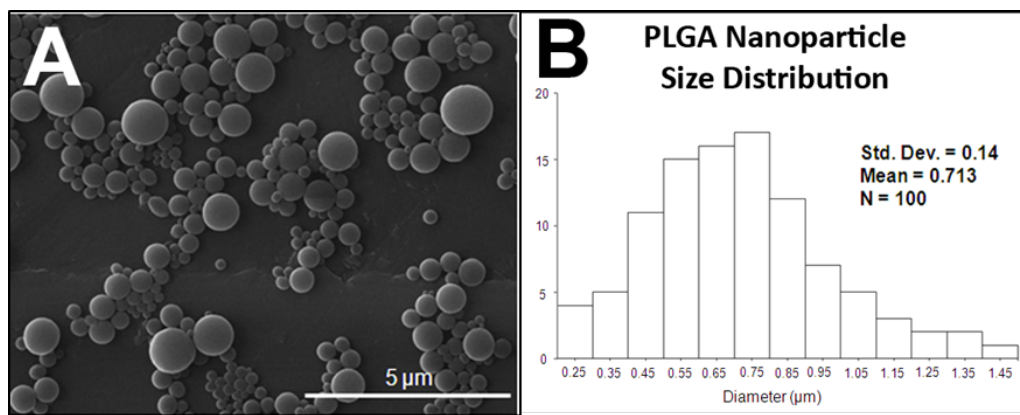 A
5 µm
B
PLGA Nanoparticle
Size Distribution
20
15
10
5
0
Std. Dev. = 0.14
Mean = 0.713
N = 100
0.25 0.35 0.45 0.55 0.65 0.75 0.85 0.95 1.05 1.15 1.25 1.35 1.45
Diameter (µm)